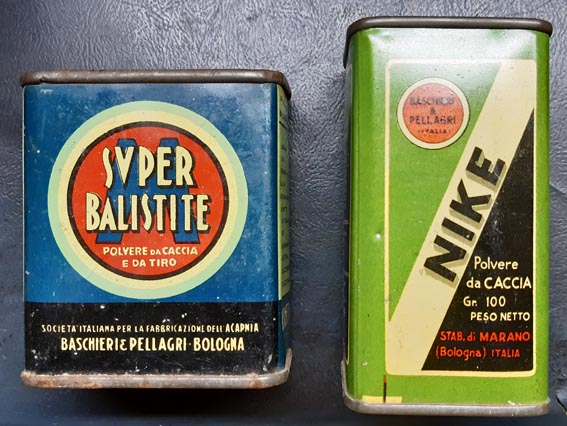 SVPER
BALISTITE
M
POLVERE DA CACCIA
E DA TIRO
SOCIETA' ITALIANA PER LA FABBRICAZIONE DELL'ACAPNIA
BASCHIERI & PELLAGRI - BOLOGNA
BASCHIERI
&
PELLAGRI
ITALIA
NIKE
Polvere
da CACCIA
Gr. 100
PESO NETTO
STAB. di MARANO
(Bologna) ITALIA